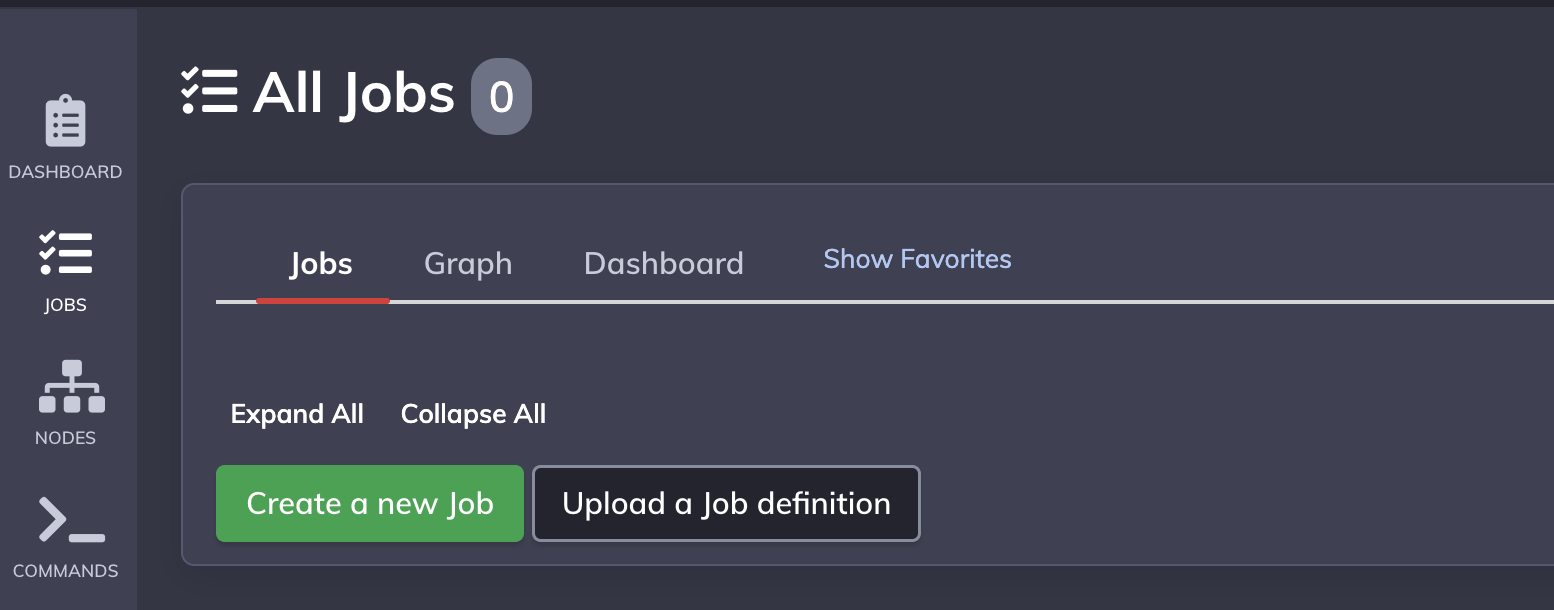 All Jobs 0
DASHBOARD
JOBS
NODES
COMMANDS
Jobs Graph Dashboard Show Favorites
Expand All Collapse All
Create a new Job Upload a Job definition